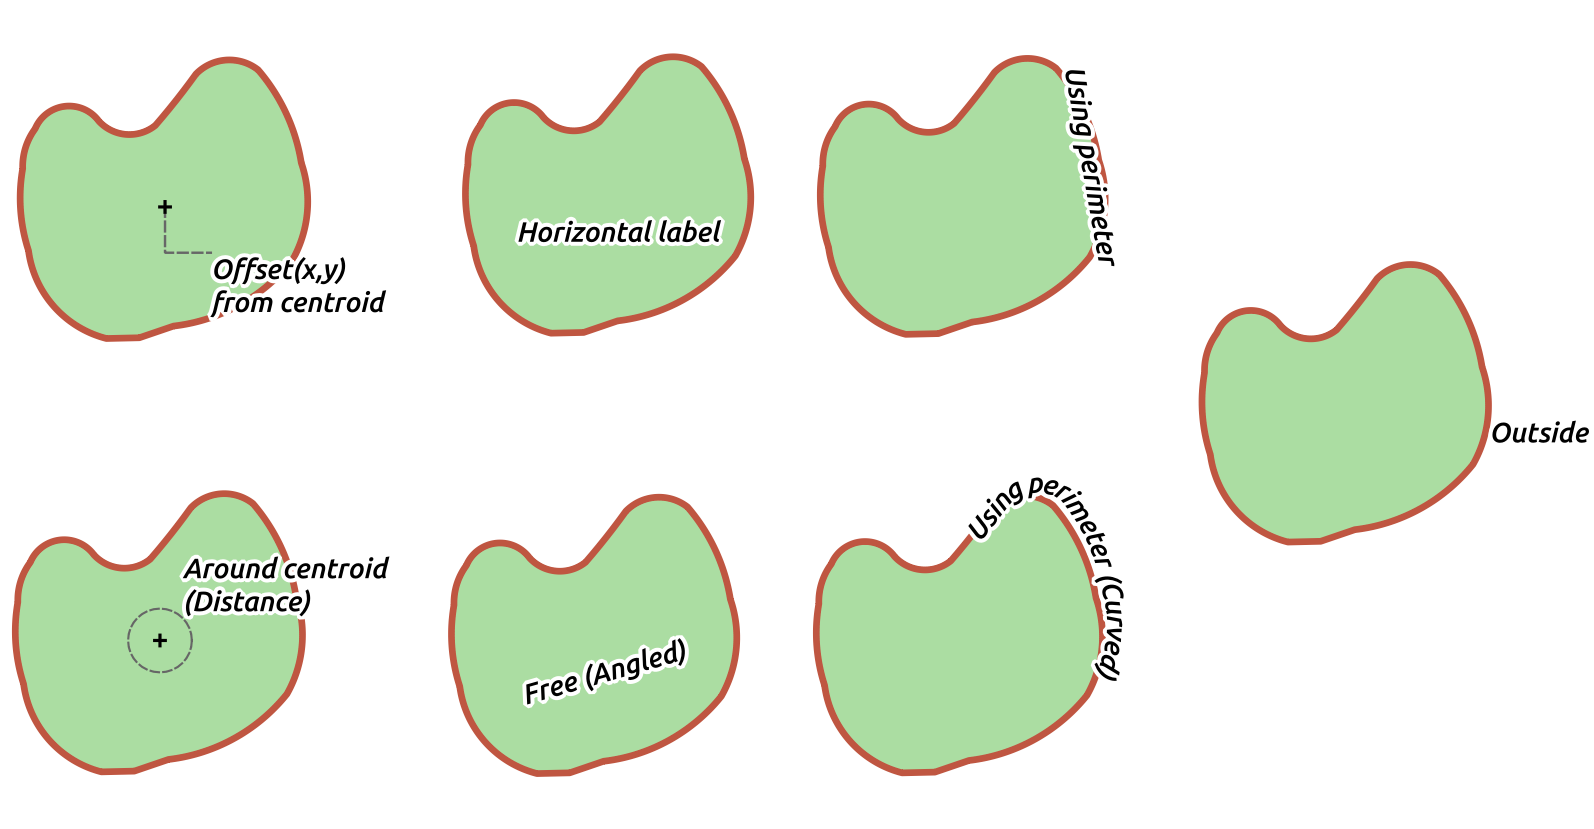 Offset(x,y)
from centroid
Horizontal label
Using perimeter
Outside
Around centroid
(Distance)
Free (Angled)
Using perimeter (Curved)